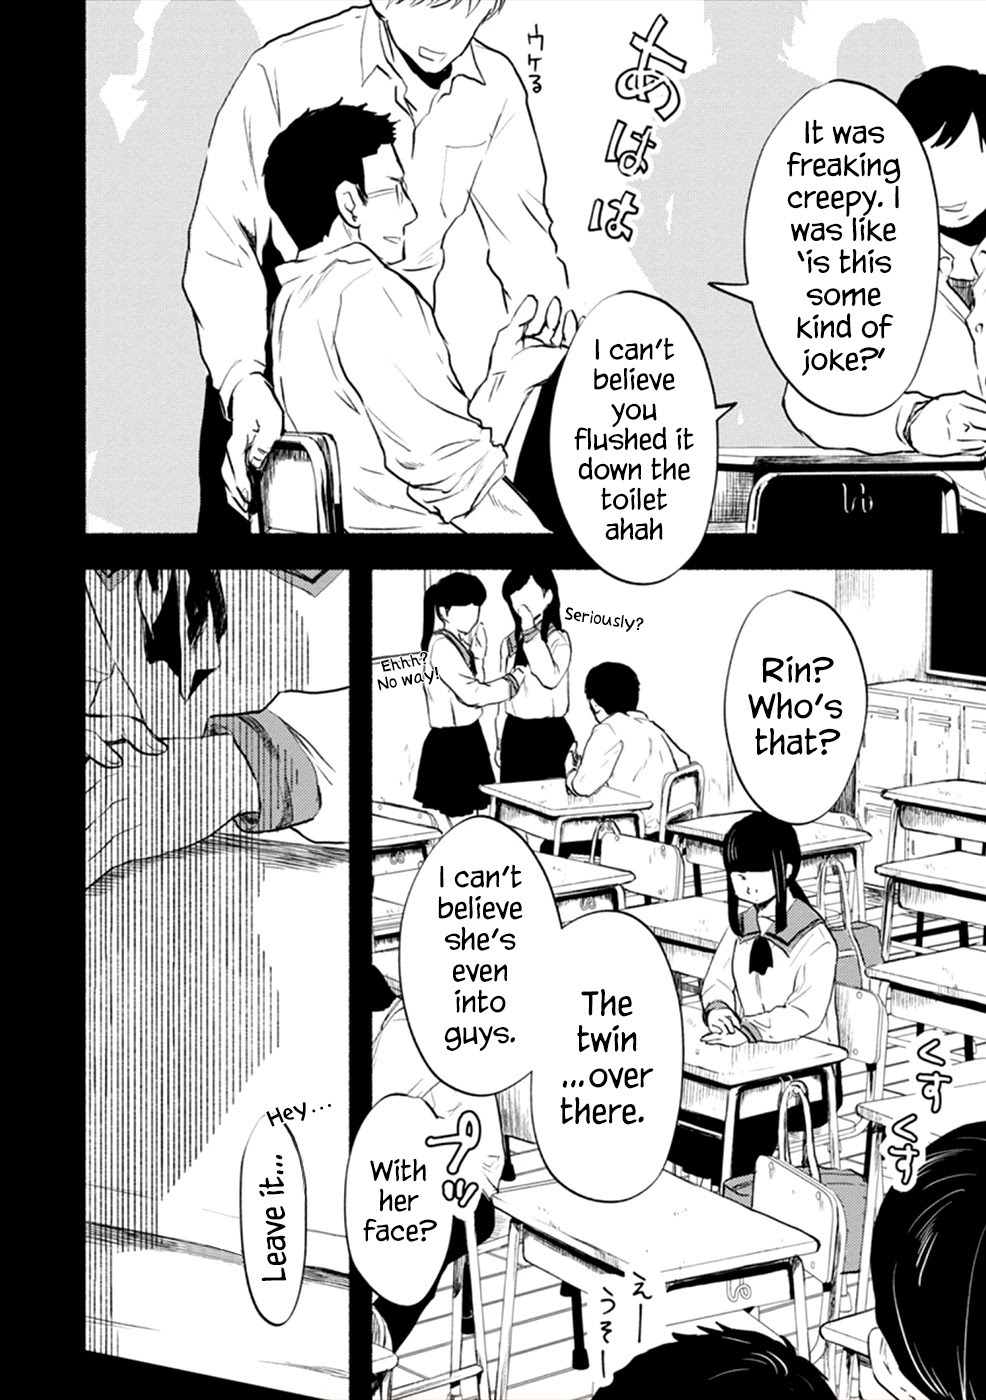 It was
freaking
creepy. I
was like
‘is this
some
kind of
joke?’
あははは
ウケる
I can't
believe
you
flushed it
down the
toilet
ahah
Rin?
Who's
that?
Seriously?
Ehhh?
No way!
The
twin
...over
there.
I can't
believe
she's
even
into
guys.
くすくす
With
her
face?
プッ
えー
うそー
Hey...
Leave it...